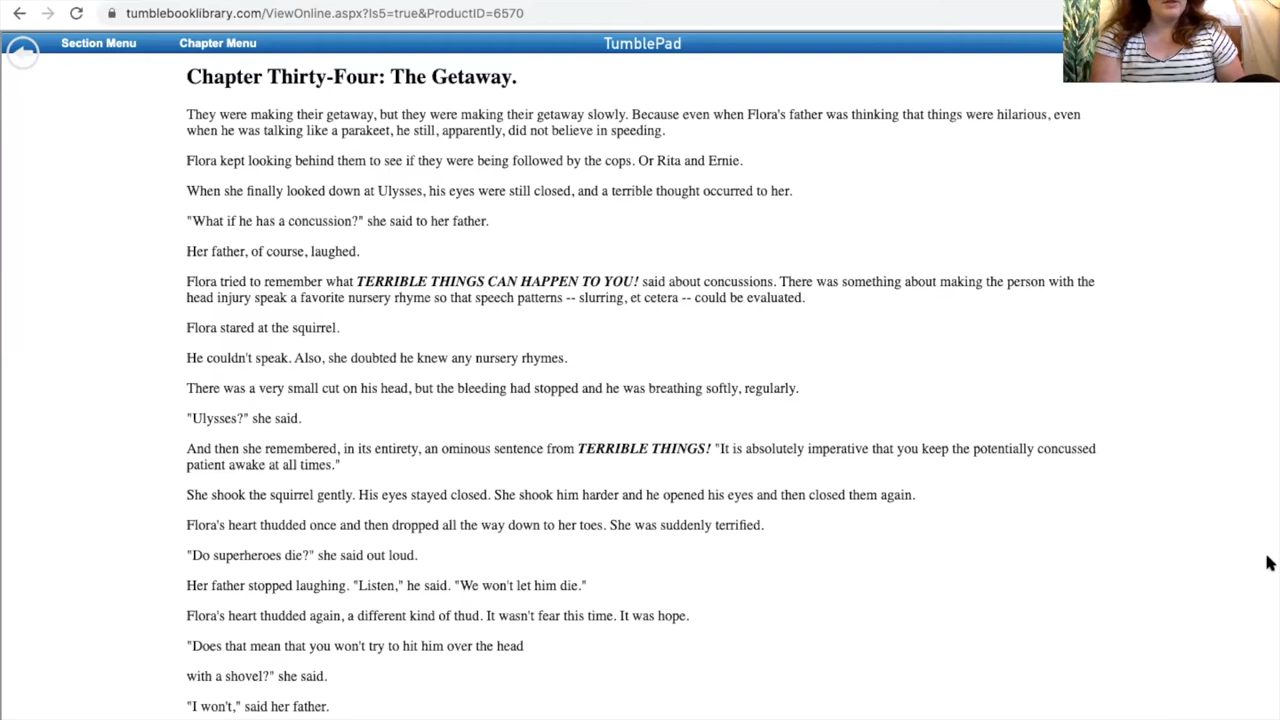 tumblebooklibrary.com/ViewOnline.aspx?ls5=true&ProductID=6570
Section Menu Chapter Menu TumblePad
Chapter Thirty-Four: The Getaway.
They were making their getaway, but they were making their getaway slowly. Because even when Flora's father was thinking that things were hilarious, even
when he was talking like a parakeet, he still, apparently, did not believe in speeding.
Flora kept looking behind them to see if they were being followed by the cops. Or Rita and Ernie.
When she finally looked down at Ulysses, his eyes were still closed, and a terrible thought occurred to her.
"What if he has a concussion?" she said to her father.
Her father, of course, laughed.
Flora tried to remember what TERRIBLE THINGS CAN HAPPEN TO YOU! said about concussions. There was something about making the person with the
head injury speak a favorite nursery rhyme so that speech patterns -- slurring, et cetera -- could be evaluated.
Flora stared at the squirrel.
He couldn't speak. Also, she doubted he knew any nursery rhymes.
There was a very small cut on his head, but the bleeding had stopped and he was breathing softly, regularly.
"Ulysses?" she said.
And then she remembered, in its entirety, an ominous sentence from TERRIBLE THINGS! "It is absolutely imperative that you keep the potentially concussed
patient awake at all times."
She shook the squirrel gently. His eyes stayed closed. She shook him harder and he opened his eyes and then closed them again.
Flora's heart thudded once and then dropped all the way down to her toes. She was suddenly terrified.
"Do superheroes die?" she said out loud.
Her father stopped laughing. "Listen," he said. "We won't let him die."
Flora's heart thudded again, a different kind of thud. It wasn't fear this time. It was hope.
"Does that mean that you won't try to hit him over the head
with a shovel?" she said.
"I won't," said her father.